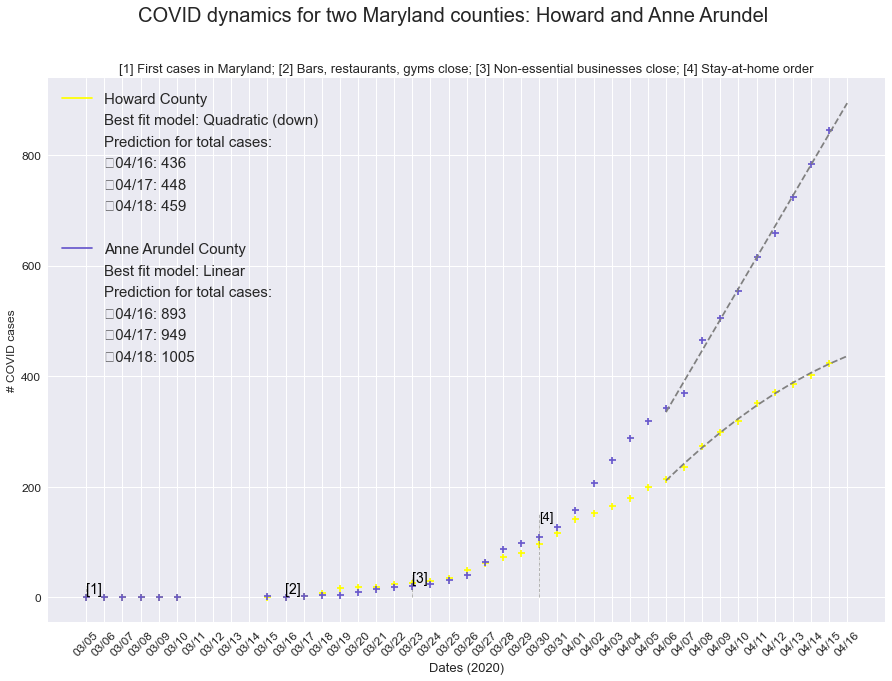 COVID dynamics for two Maryland counties: Howard and Anne Arundel
[1] First cases in Maryland; [2] Bars, restaurants, gyms close; [3] Non-essential businesses close; [4] Stay-at-home order
Howard County
Best fit model: Quadratic (down)
Prediction for total cases:
04/16: 436
04/17: 448
04/18: 459
Anne Arundel County
Best fit model: Linear
Prediction for total cases:
04/16: 893
04/17: 949
04/18: 1005
# COVID cases
800
600
400
200
0
[1]
[2]
[3]
[4]
03/05 03/06 03/07 03/08 03/09 03/10 03/11 03/12 03/13 03/14 03/15 03/16 03/17 03/18 03/19 03/20 03/21 03/22 03/23 03/24 03/25 03/26 03/27 03/28 03/29 03/30 03/31 04/01 04/02 04/03 04/04 04/05 04/06 04/07 04/08 04/09 04/10 04/11 04/12 04/13 04/14 04/15 04/16
Dates (2020)